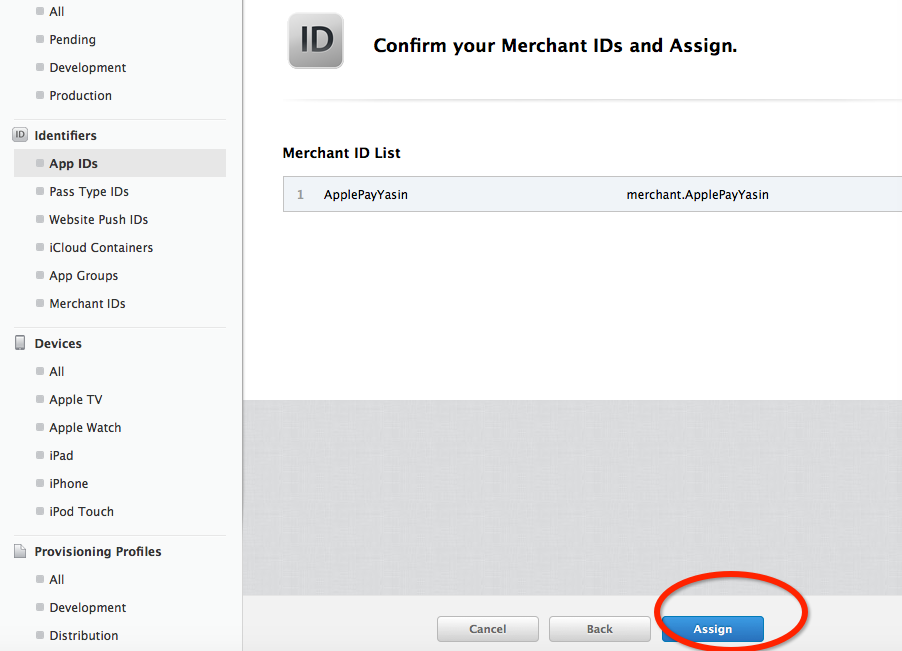 All
Pending
Development
Production
ID Identifiers
App IDs
Pass Type IDs
Website Push IDs
iCloud Containers
App Groups
Merchant IDs
Devices
All
Apple TV
Apple Watch
iPad
iPhone
iPod Touch
Provisioning Profiles
All
Development
Distribution
ID
Confirm your Merchant IDs and Assign.
Merchant ID List
1 ApplePayYasin merchant.ApplePayYasin
Cancel Back Assign